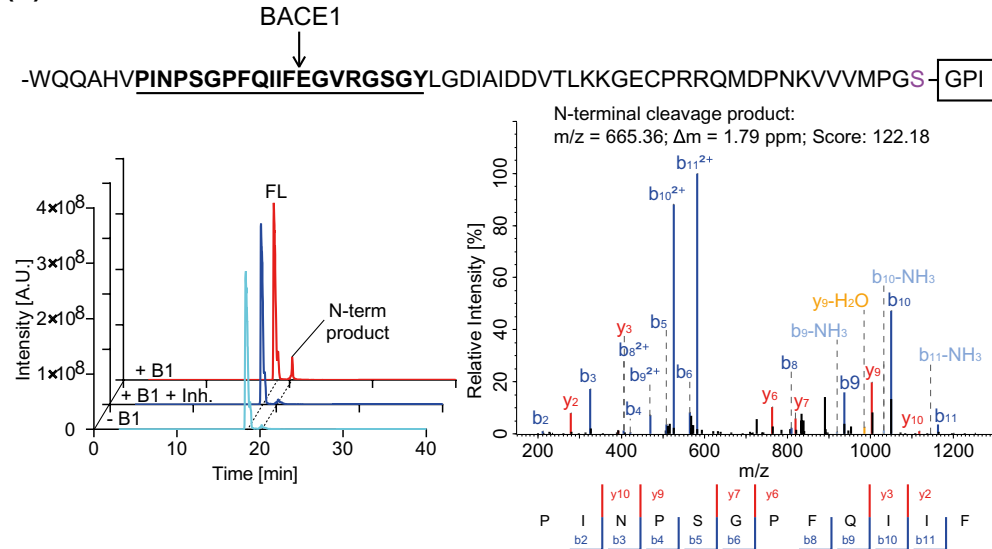 BACE1
-WQQAHVPINPSGPFQIIFEGVRGSGYLGDIAIDDVTLKKGECPRRQMDPNKVVVMPGS-GPI
N-terminal cleavage product:
m/z = 665.36; Δm = 1.79 ppm; Score: 122.18
Intensity [A.U.]
4×10⁸
3×10⁸
2×10⁸
1×10⁸
0
FL
N-term
product
+ B1
+ B1 + Inh.
- B1
0 10 20 30 40
Time [min]
Relative Intensity [%]
100
80
60
40
20
0
b₂
y₂
b₃
y₃
b₈²⁺
b₄
b₉²⁺
b₅
b₆
b₁₀²⁺
b₁₁²⁺
y₆
b₈
y₇
b₉-NH₃
b9
y₉-H₂O
y₉
b₁₀-NH₃
b₁₀
y₁₀
b₁₁-NH₃
b₁₁
200 400 600 800 1000 1200
m/z
y10 y9 y7 y6 y3 y2
P I N P S G P F Q I I F
b2 b3 b4 b5 b6 b8 b9 b10 b11